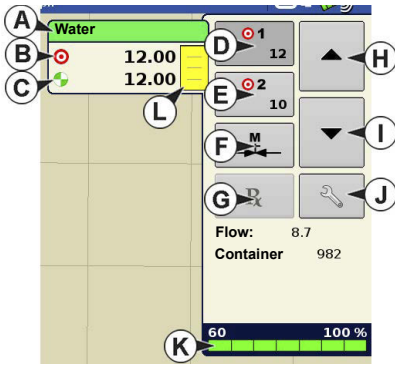 A
Water
B
12.00
C
12.00
L
D
1
12
E
2
10
F
M
G
Rx
H
I
J
Flow: 8.7
Container 982
60 100 %
K